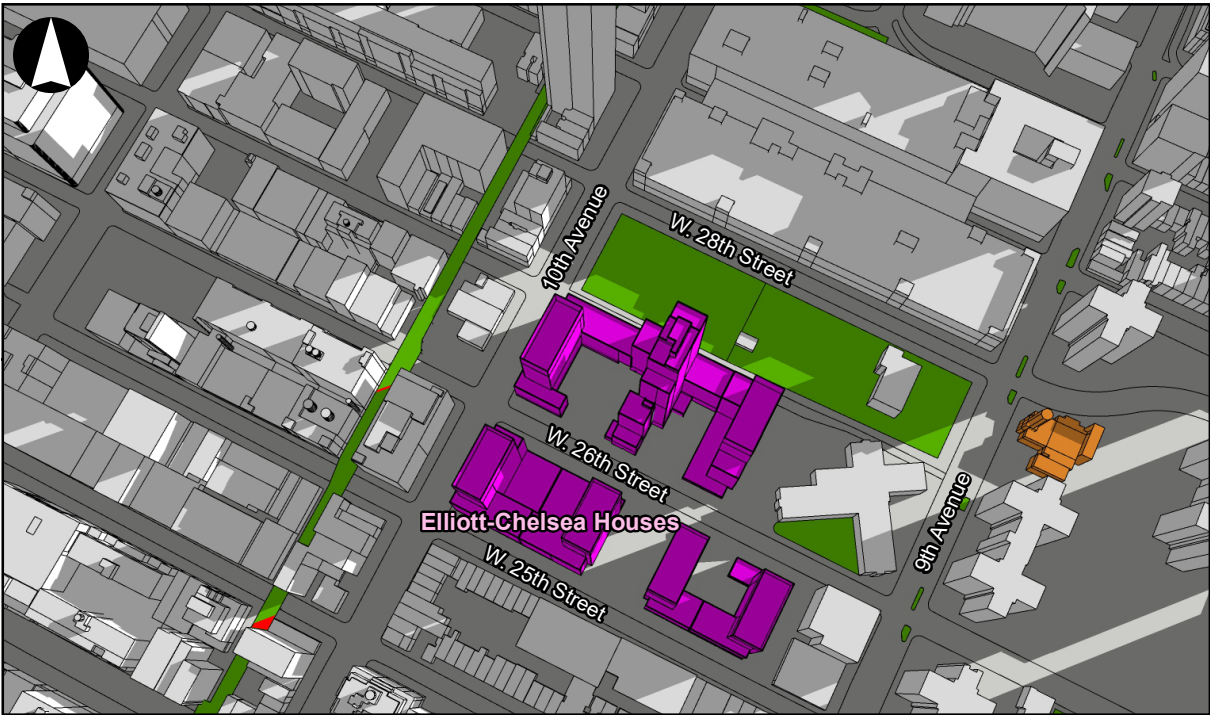 W. 28th Street
10th Avenue
W. 26th Street
Elliott-Chelsea Houses
9th Avenue
W. 25th Street